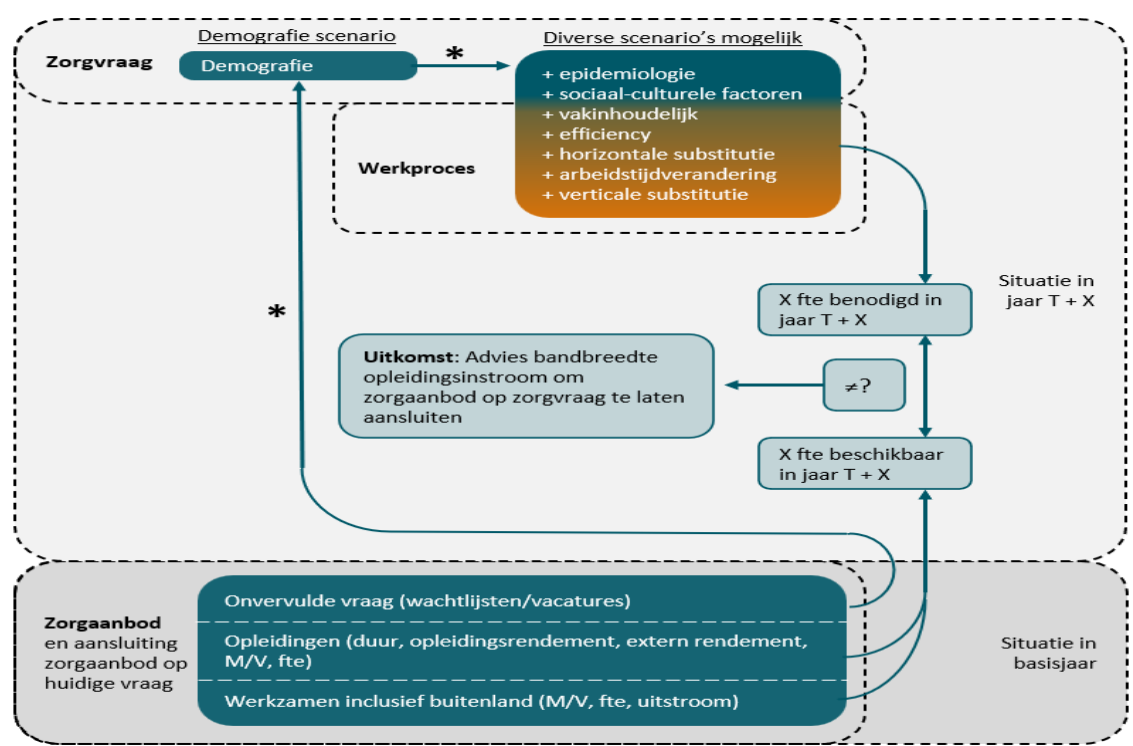 Demografie scenario
Diverse scenario's mogelijk
Zorgvraag
Demografie
*
+ epidemiologie
+ sociaal-culturele factoren
+ vakinhoudelijk
+ efficiency
+ horizontale substitutie
+ arbeidstijdverandering
+ verticale substitutie
Werkproces
*
Situatie in
jaar T + X
X fte benodigd in
jaar T + X
Uitkomst: Advies bandbreedte
opleidingsinstroom om
zorgaanbod op zorgvraag te laten
aansluiten
≠?
X fte beschikbaar
in jaar T + X
Zorgaanbod
en aansluiting
zorgaanbod op
huidige vraag
Onvervulde vraag (wachtlijsten/vacatures)
Opleidingen (duur, opleidingsrendement, extern rendement,
M/V, fte)
Werkzamen inclusief buitenland (M/V, fte, uitstroom)
Situatie in
basisjaar